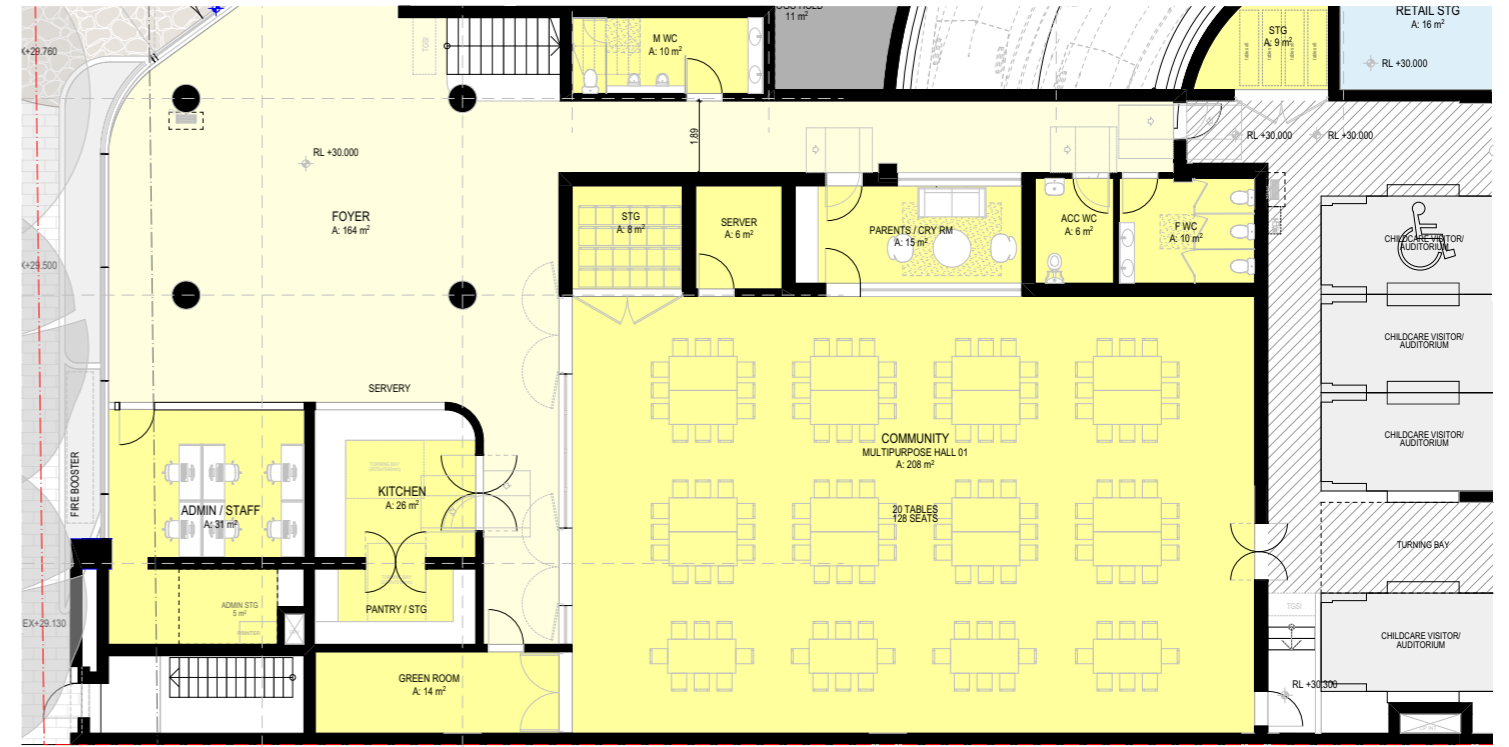 11 m²
RETAIL STG
A: 16 m²
STG
A: 9 m²
TGSI
M WC
A: 10 m²
X+29.760
RL +30.000
1.89
RL +30.000
RL +30.000
RL +30.000
FOYER
A: 164 m²
STG
A: 8 m²
SERVER
A: 6 m²
PARENTS / CRY RM
A: 15 m²
ACC WC
A: 6 m²
F WC
A: 10 m²
CHILDCARE VISITOR/
AUDITORIUM
X+29.500
CHILDCARE VISITOR/
AUDITORIUM
SERVERY
CHILDCARE VISITOR/
AUDITORIUM
COMMUNITY
MULTIPURPOSE HALL 01
A: 208 m²
FIRE BOOSTER
TURNING BAY
KITCHEN
A: 26 m²
ADMIN / STAFF
A: 31 m²
20 TABLES
128 SEATS
TURNING BAY
ADMIN STG
5 m²
PRINTER
PANTRY / STG
TGSI
EX+29.130
CHILDCARE VISITOR/
AUDITORIUM
GREEN ROOM
A: 14 m²
RL +30.300